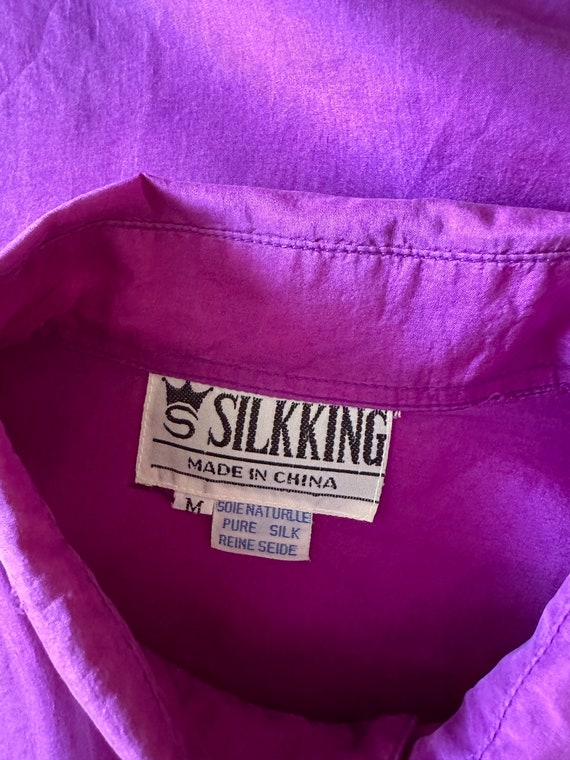 S SILKKING
MADE IN CHINA
M
SOIE NATURLLE
PURE SILK
REINE SEIDE